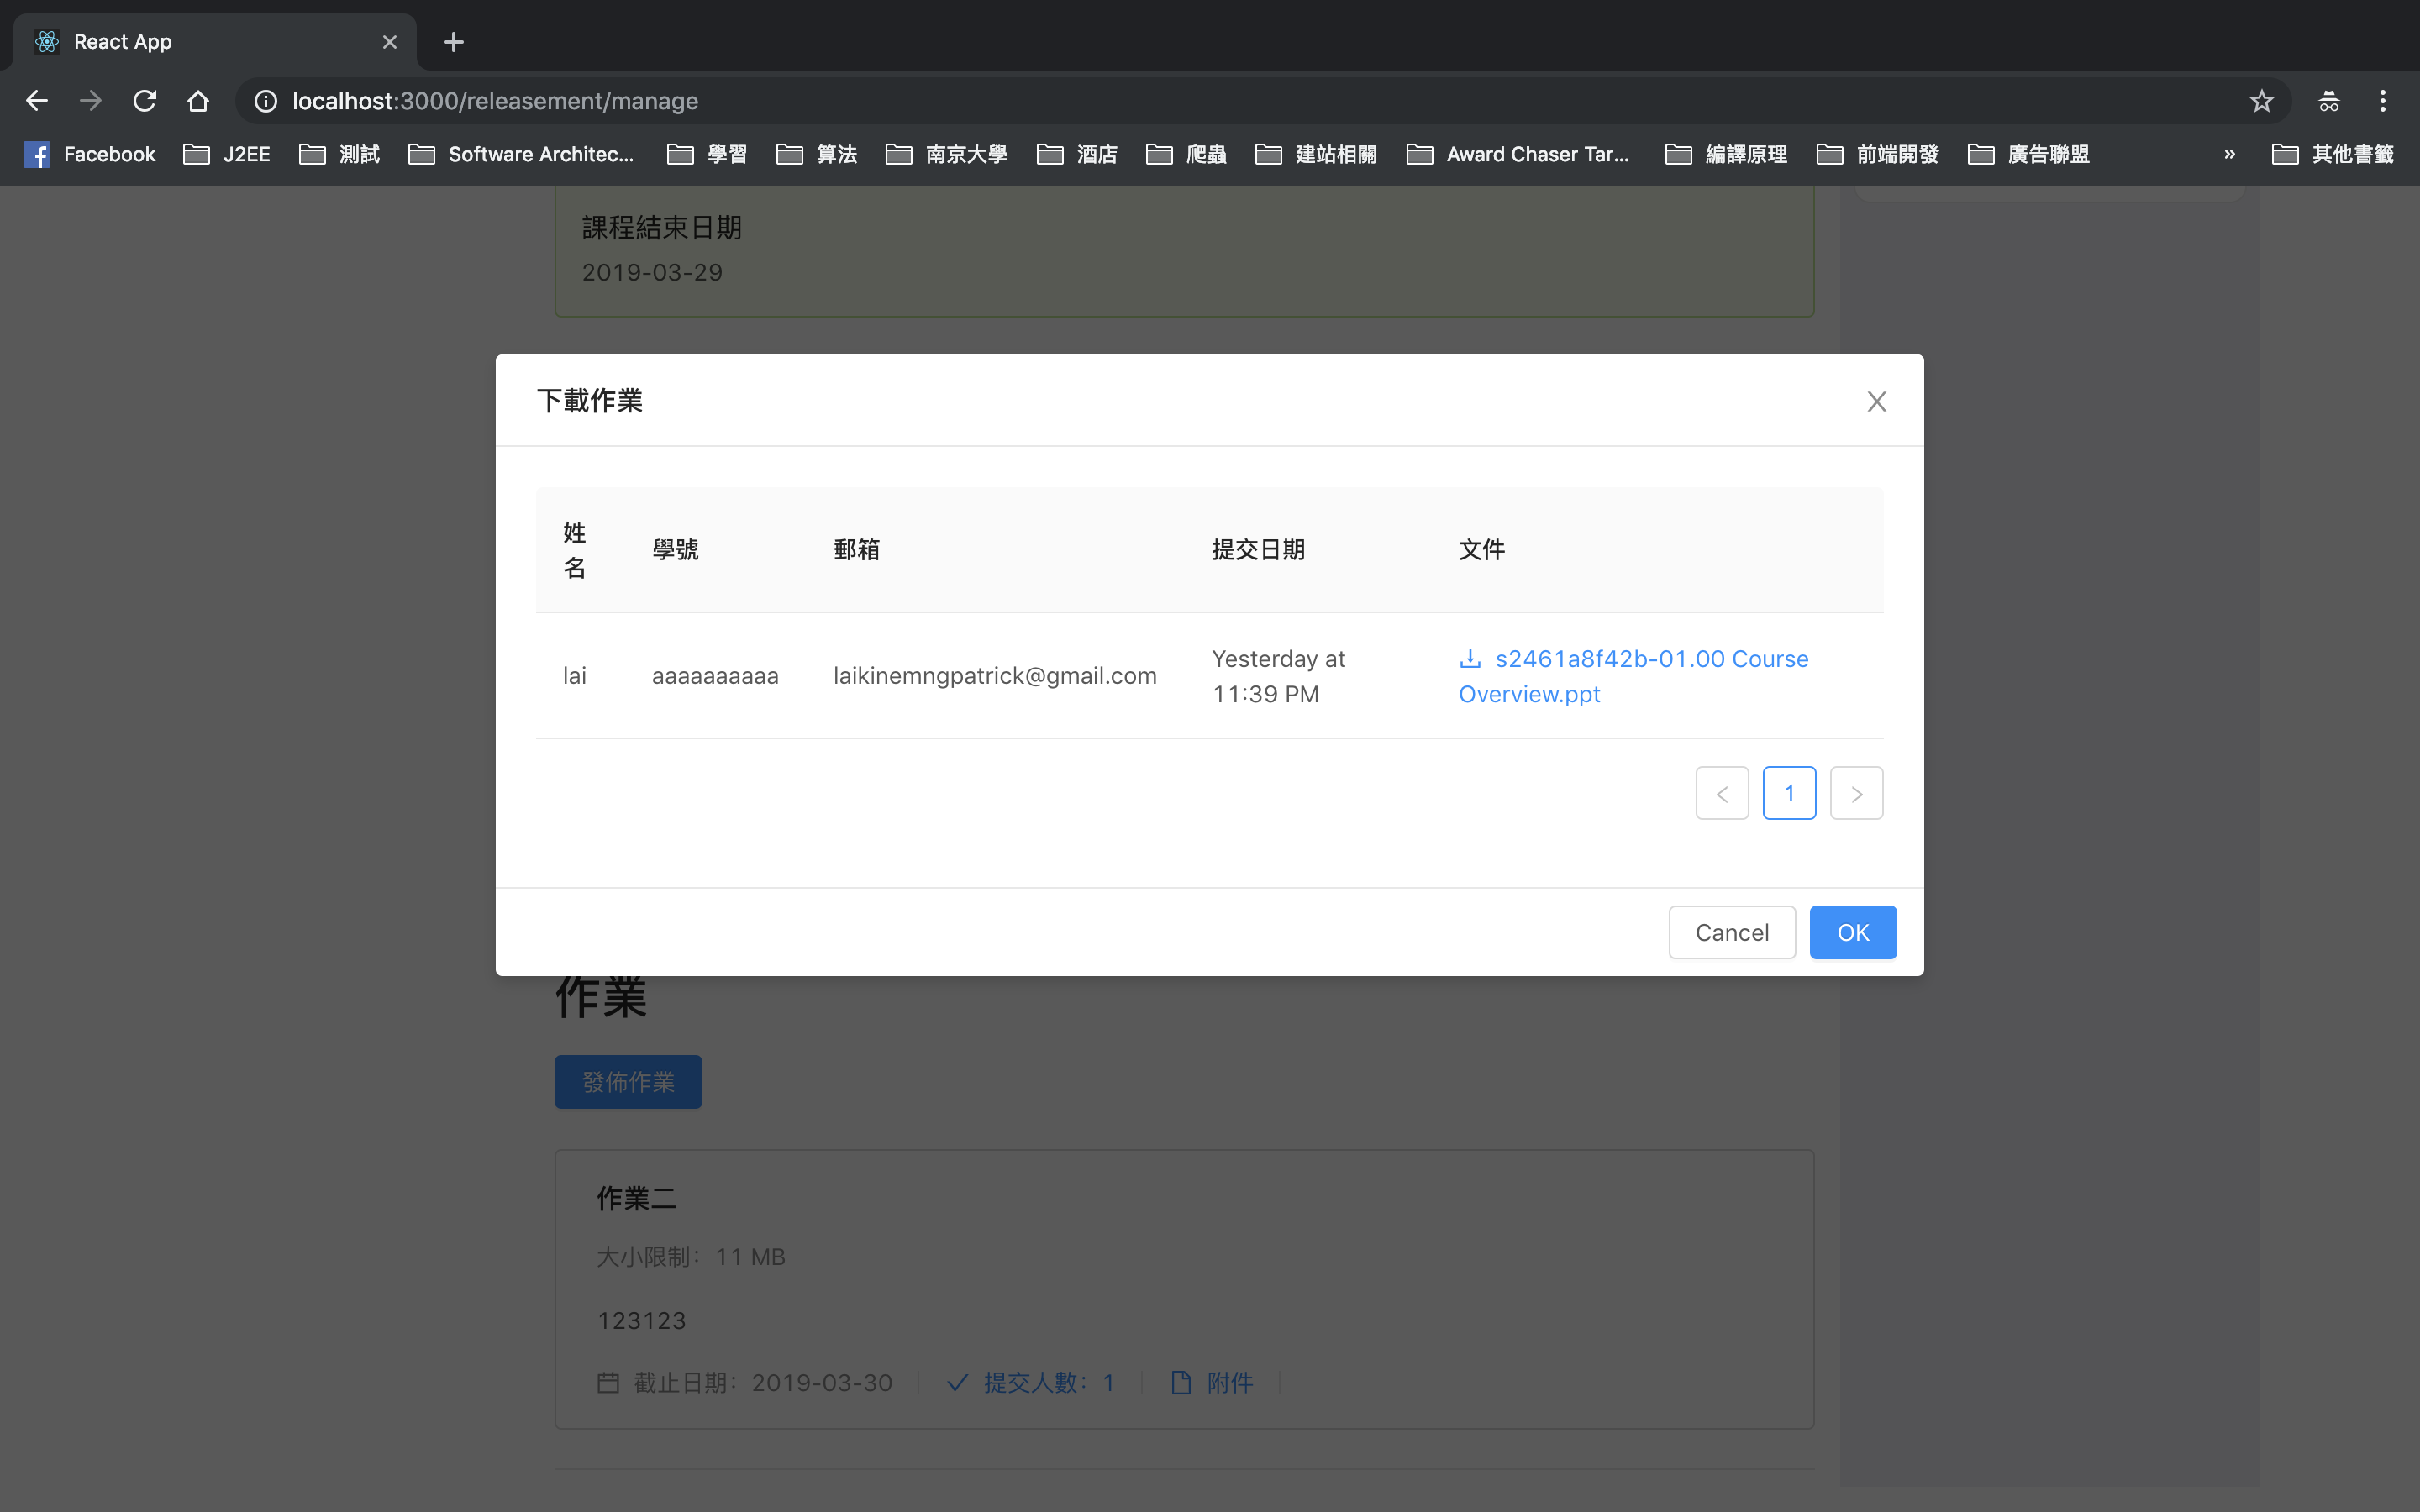 React App
localhost:3000/releasement/manage
Facebook J2EE 測試 Software Architec... 學習 算法 南京大學 酒店 爬蟲 建站相關 Award Chaser Tar... 編譯原理 前端開發 廣告聯盟 » 其他書籤
課程結束日期
2019-03-29
下載作業
姓名 學號 郵箱 提交日期 文件
lai aaaaaaaaaa laikinemngpatrick@gmail.com Yesterday at 11:39 PM s2461a8f42b-01.00 Course Overview.ppt
< 1 >
Cancel OK
作業
發佈作業
作業二
大小限制：11 MB
123123
截止日期：2019-03-30 提交人數：1 附件